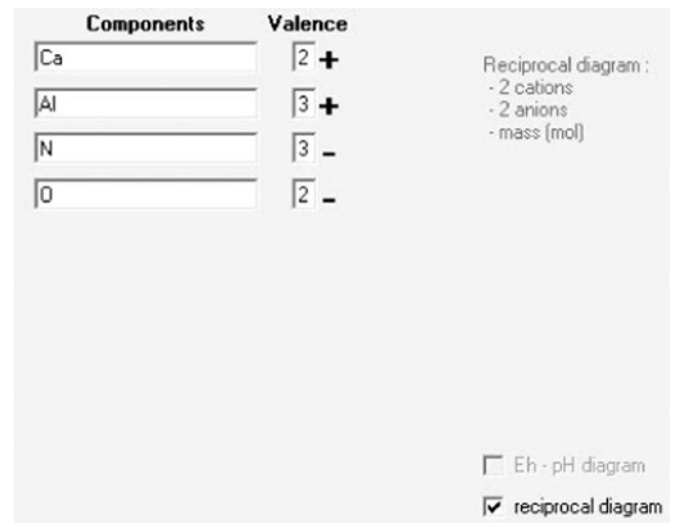 Components Valence
Ca 2 +
Al 3 +
N 3 -
O 2 -
Reciprocal diagram :
- 2 cations
- 2 anions
- mass (mol)
Eh - pH diagram
reciprocal diagram